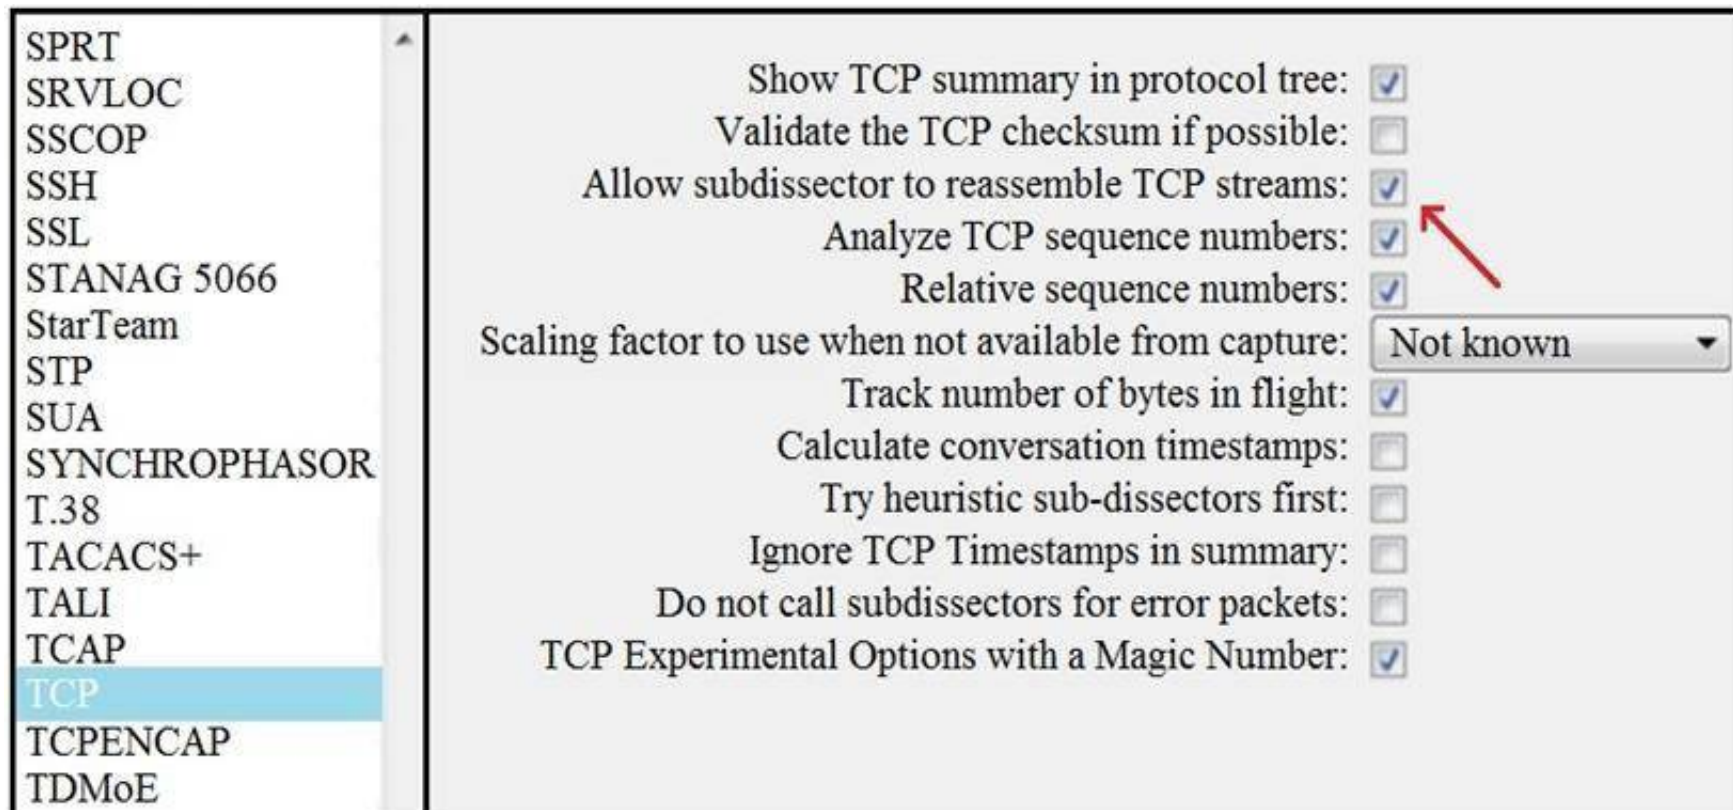 SPRT
SRVLOC
SSCOP
SSH
SSL
STANAG 5066
StarTeam
STP
SUA
SYNCHROPHASOR
T.38
TACACS+
TALI
TCAP
TCP
TCPENCAP
TDMoE
Show TCP summary in protocol tree:
Validate the TCP checksum if possible:
Allow subdissector to reassemble TCP streams:
Analyze TCP sequence numbers:
Relative sequence numbers:
Scaling factor to use when not available from capture: Not known
Track number of bytes in flight:
Calculate conversation timestamps:
Try heuristic sub-dissectors first:
Ignore TCP Timestamps in summary:
Do not call subdissectors for error packets:
TCP Experimental Options with a Magic Number: